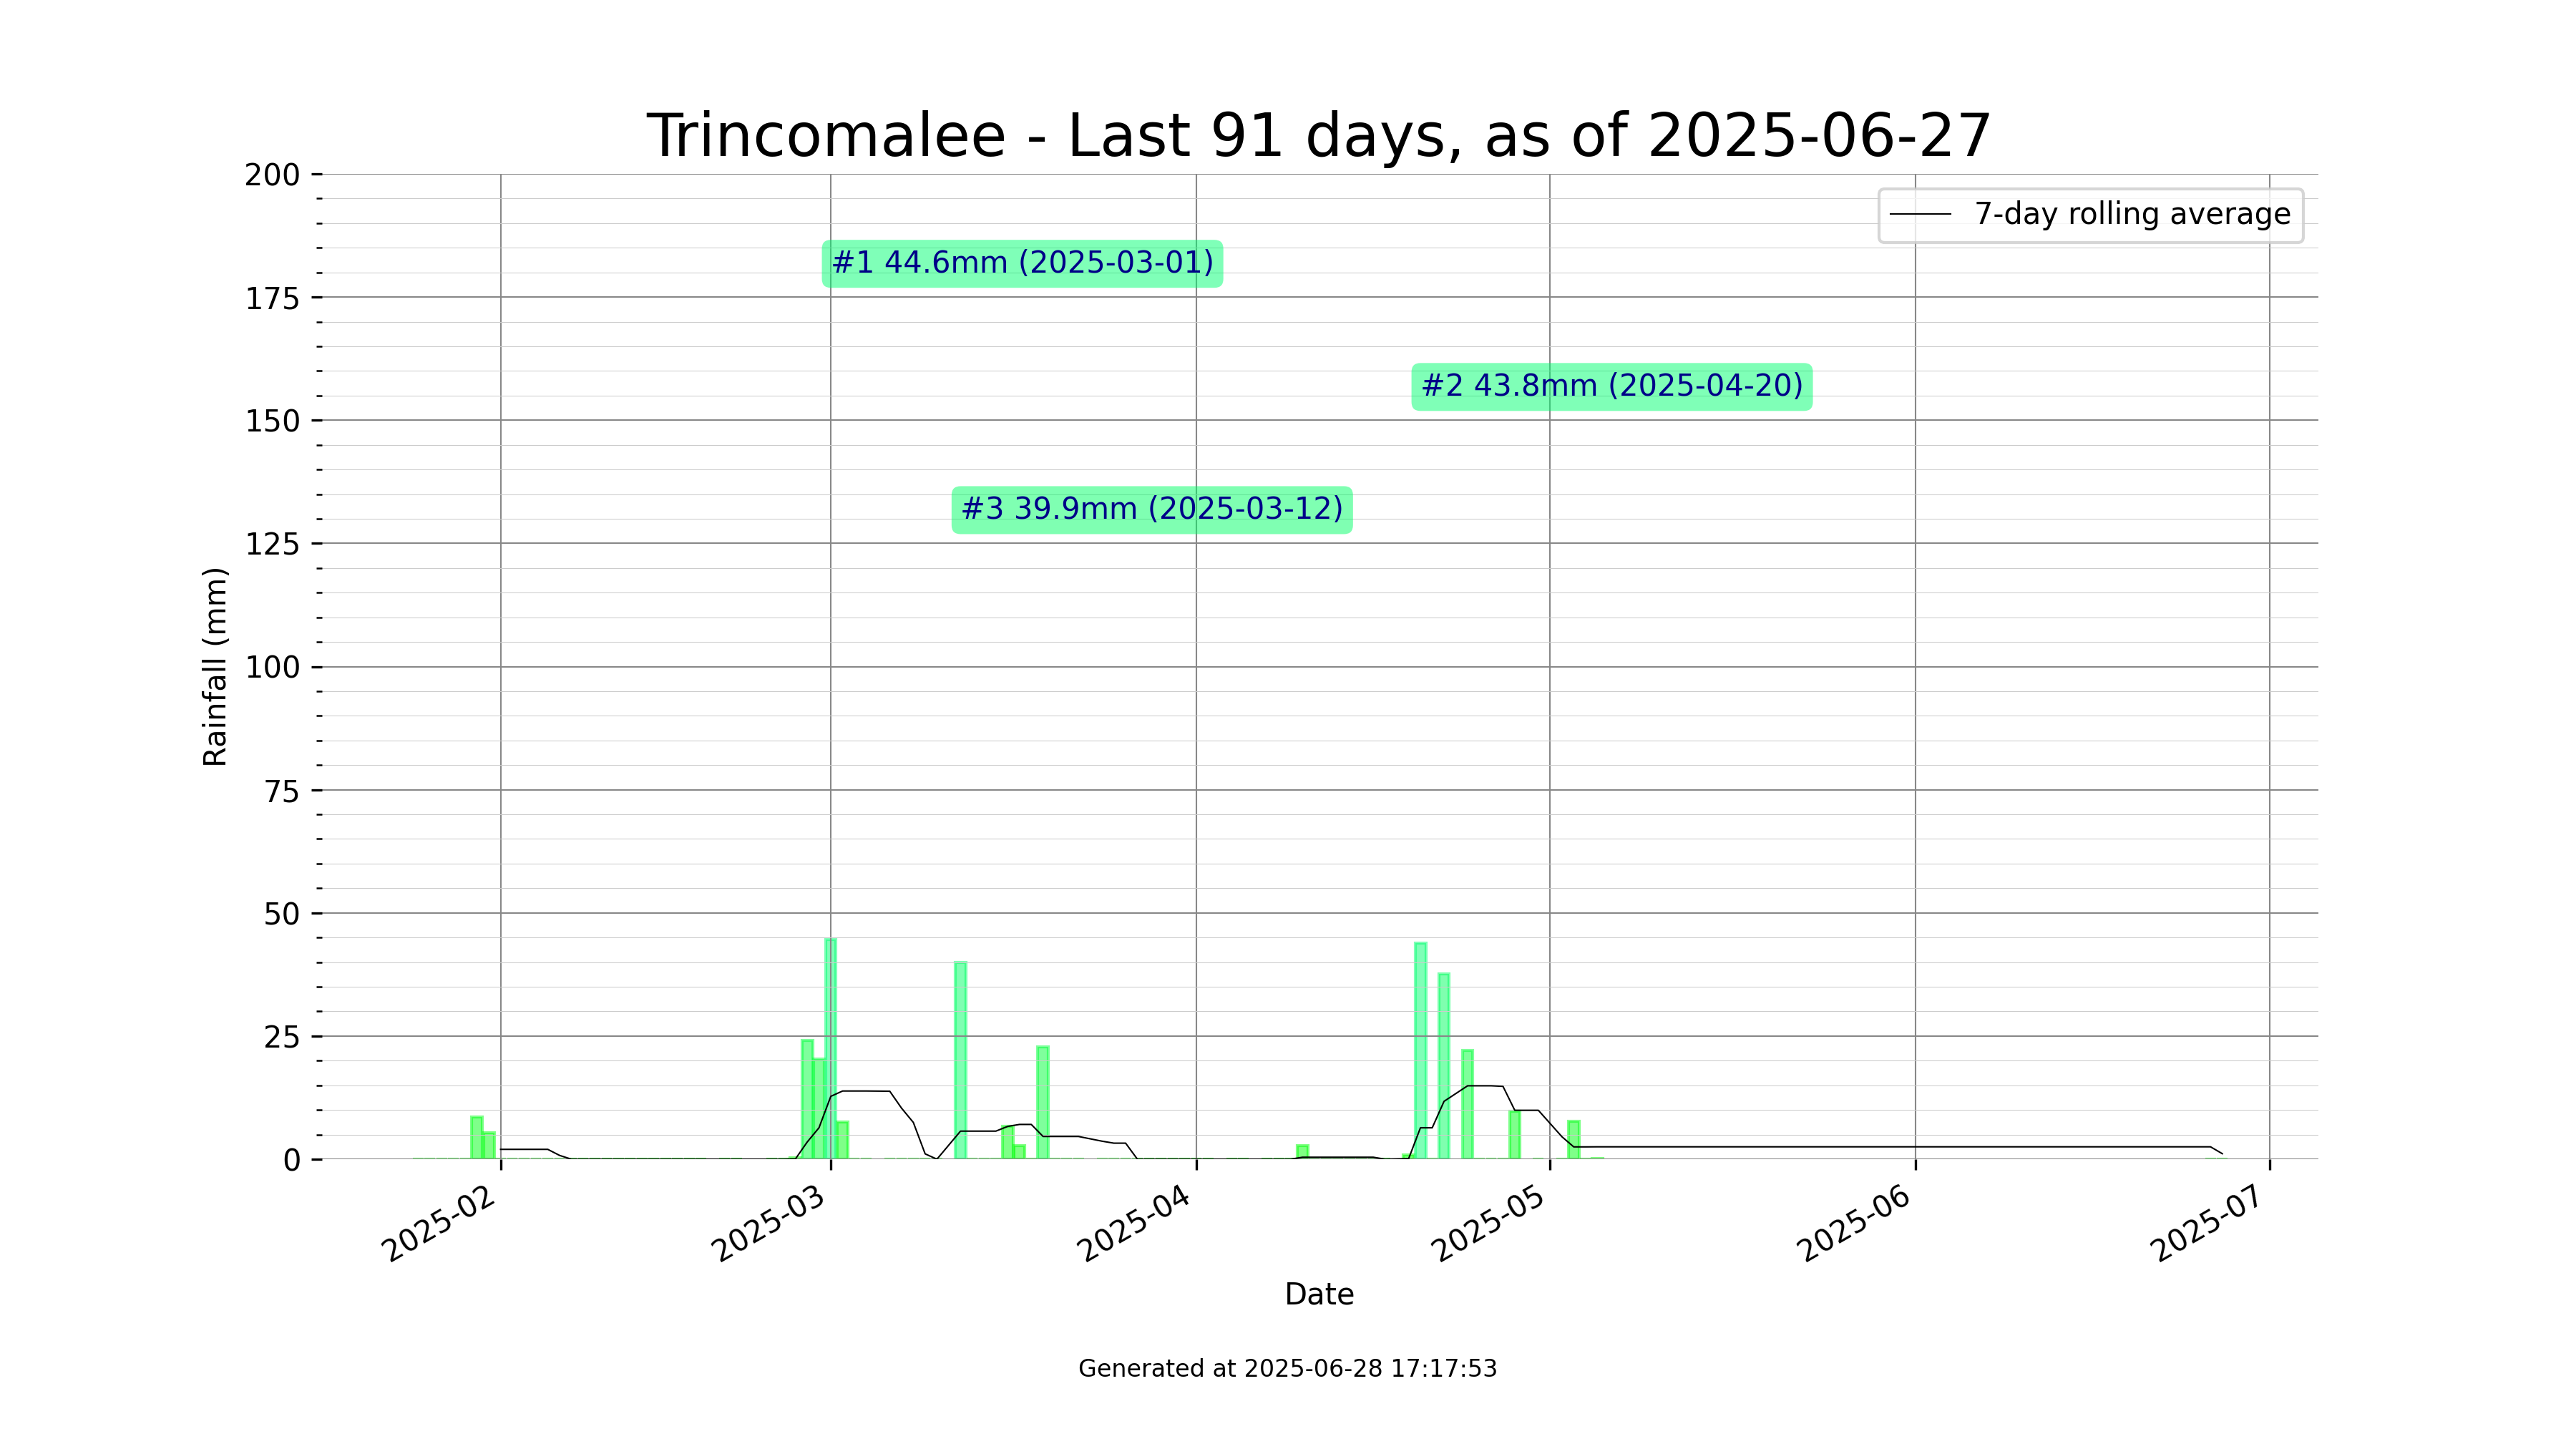 Trincomalee - Last 91 days, as of 2025-06-27
7-day rolling average
#1 44.6mm (2025-03-01)
#2 43.8mm (2025-04-20)
#3 39.9mm (2025-03-12)
Rainfall (mm)
200
175
150
125
100
75
50
25
0
2025-02
2025-03
2025-04
2025-05
2025-06
2025-07
Date
Generated at 2025-06-28 17:17:53